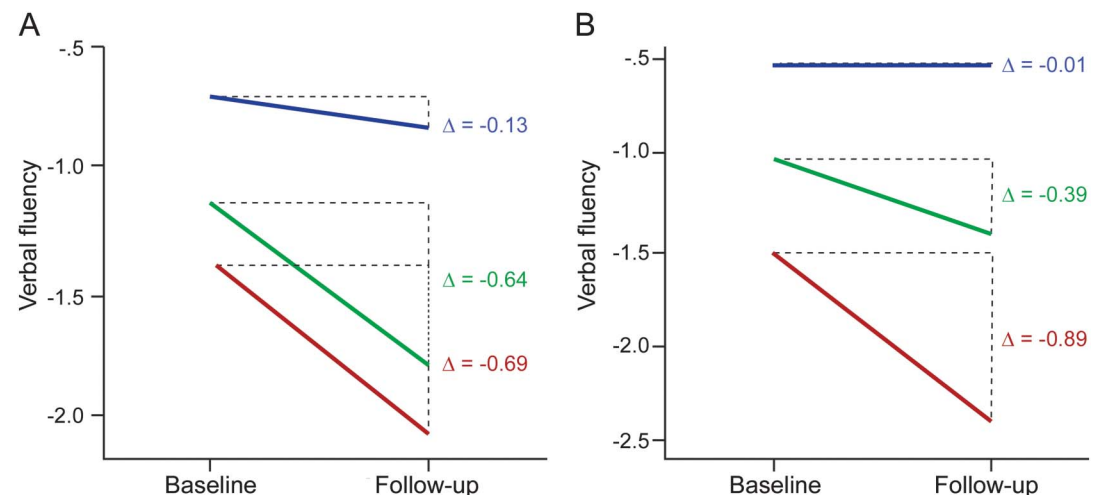 A
Verbal fluency
-.5
-1.0
-1.5
-2.0
Δ = -0.13
Δ = -0.64
Δ = -0.69
Baseline
Follow-up
B
Verbal fluency
-.5
-1.0
-1.5
-2.0
-2.5
Δ = -0.01
Δ = -0.39
Δ = -0.89
Baseline
Follow-up